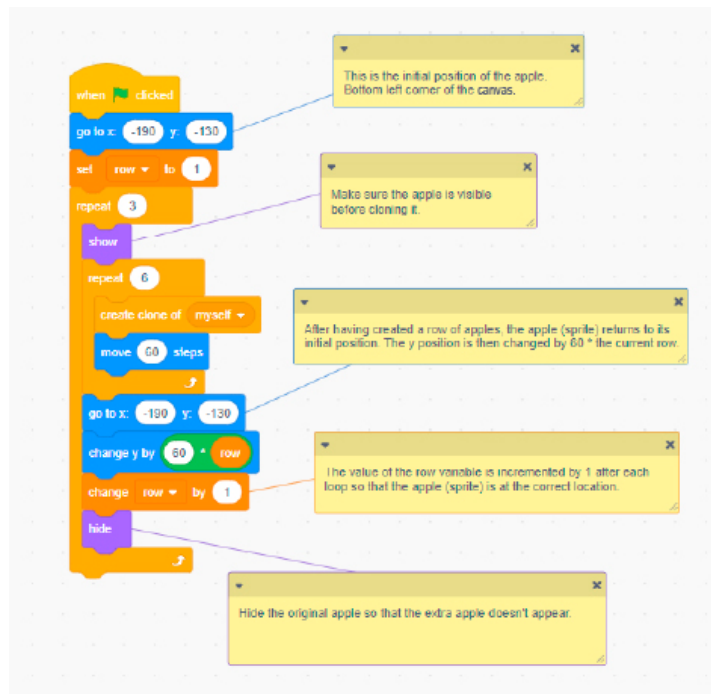 This is the initial position of the apple.
Bottom left corner of the canvas.
when clicked
go to x: -190 y: -130
set row to 1
Make sure the apple is visible
before cloning it.
repeat 3
show
repeat 6
create clone of myself
After having created a row of apples, the apple (sprite) returns to its
initial position. The y position is then changed by 60 * the current row.
move 60 steps
go to x: -190 y: -130
change y by 60 * row
The value of the row variable is incremented by 1 after each
loop so that the apple (sprite) is at the correct location.
change row by 1
hide
Hide the original apple so that the extra apple doesn't appear.